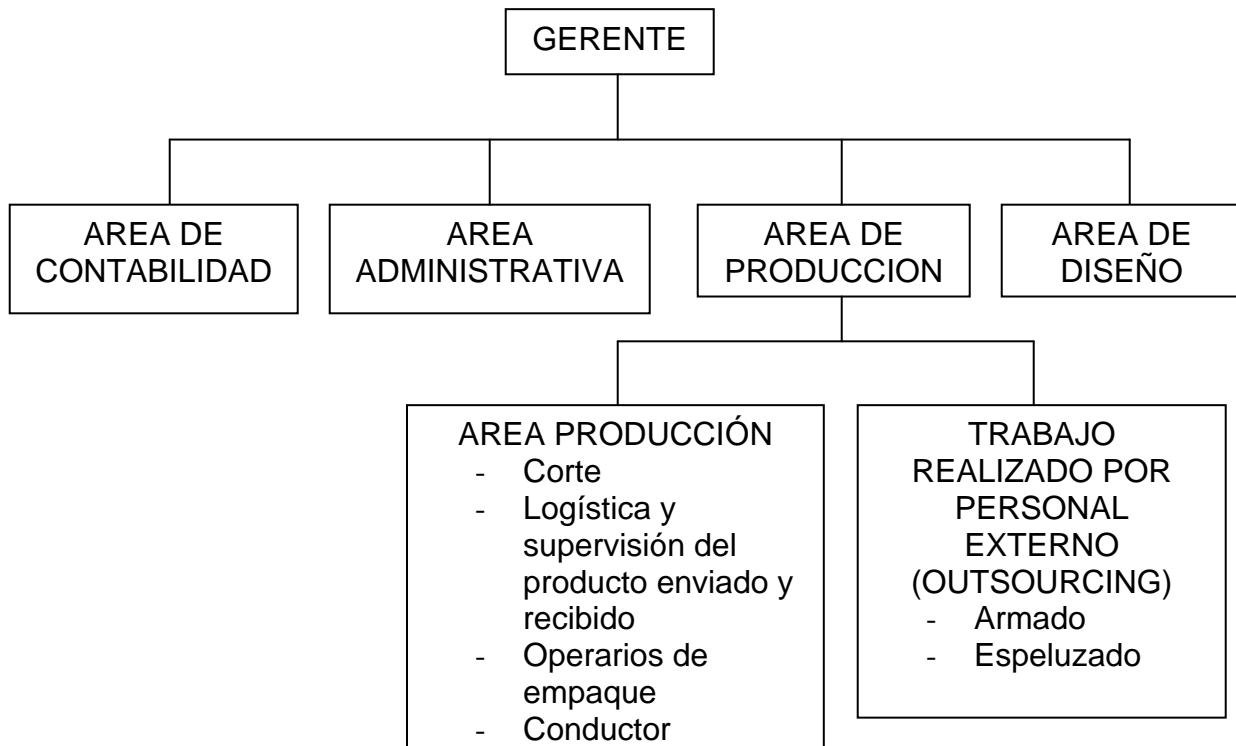 GERENTE
AREA DE
CONTABILIDAD
AREA
ADMINISTRATIVA
AREA DE
PRODUCCION
AREA DE
DISEÑO
AREA PRODUCCIÓN
- Corte
- Logística y
supervisión del
producto enviado y
recibido
- Operarios de
empaque
- Conductor
TRABAJO
REALIZADO POR
PERSONAL
EXTERNO
(OUTSOURCING)
- Armado
- Espeluzado